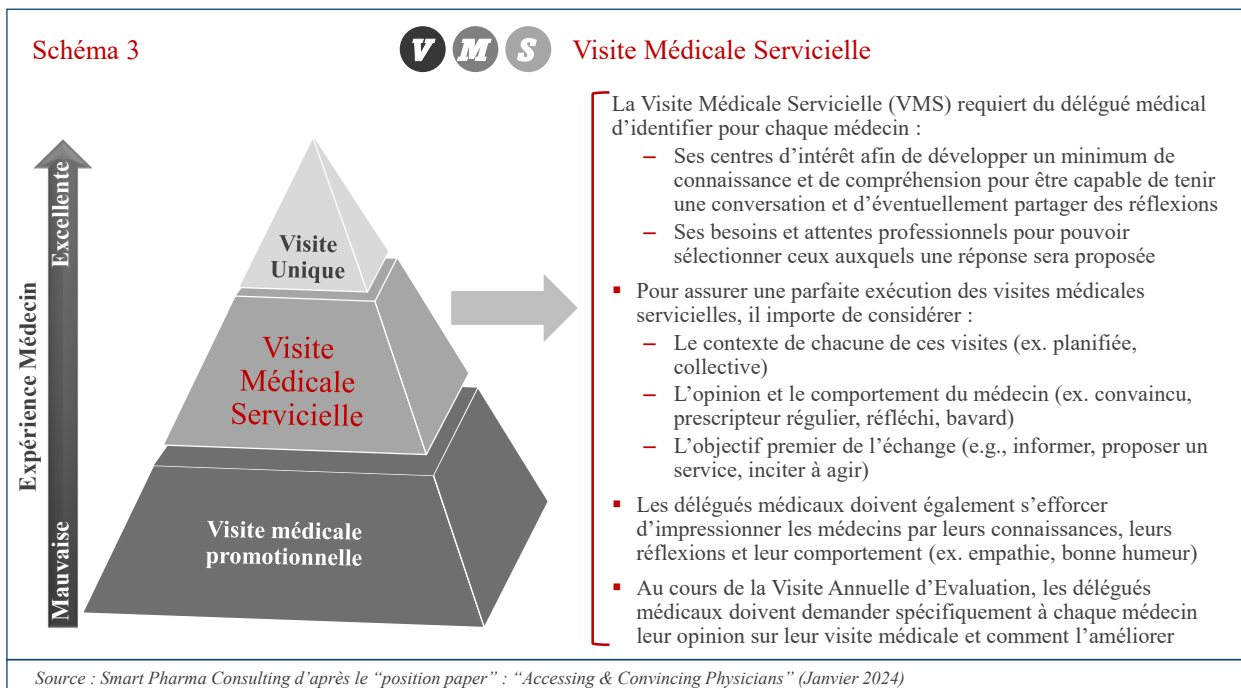 Schéma 3
V M S Visite Médicale Servicielle
Expérience Médecin
Excellente
Mauvaise
Visite
Unique
Visite
Médicale
Servicielle
Visite médicale
promotionnelle
La Visite Médicale Servicielle (VMS) requiert du délégué médical
d’identifier pour chaque médecin :
– Ses centres d’intérêt afin de développer un minimum de
connaissance et de compréhension pour être capable de tenir
une conversation et d’éventuellement partager des réflexions
– Ses besoins et attentes professionnels pour pouvoir
sélectionner ceux auxquels une réponse sera proposée
▪ Pour assurer une parfaite exécution des visites médicales
servicielles, il importe de considérer :
– Le contexte de chacune de ces visites (ex. planifiée,
collective)
– L’opinion et le comportement du médecin (ex. convaincu,
prescripteur régulier, réfléchi, bavard)
– L’objectif premier de l’échange (e.g., informer, proposer un
service, inciter à agir)
▪ Les délégués médicaux doivent également s’efforcer
d’impressionner les médecins par leurs connaissances, leurs
réflexions et leur comportement (ex. empathie, bonne humeur)
▪ Au cours de la Visite Annuelle d’Evaluation, les délégués
médicaux doivent demander spécifiquement à chaque médecin
leur opinion sur leur visite médicale et comment l’améliorer
Source : Smart Pharma Consulting d’après le “position paper” : “Accessing & Convincing Physicians” (Janvier 2024)